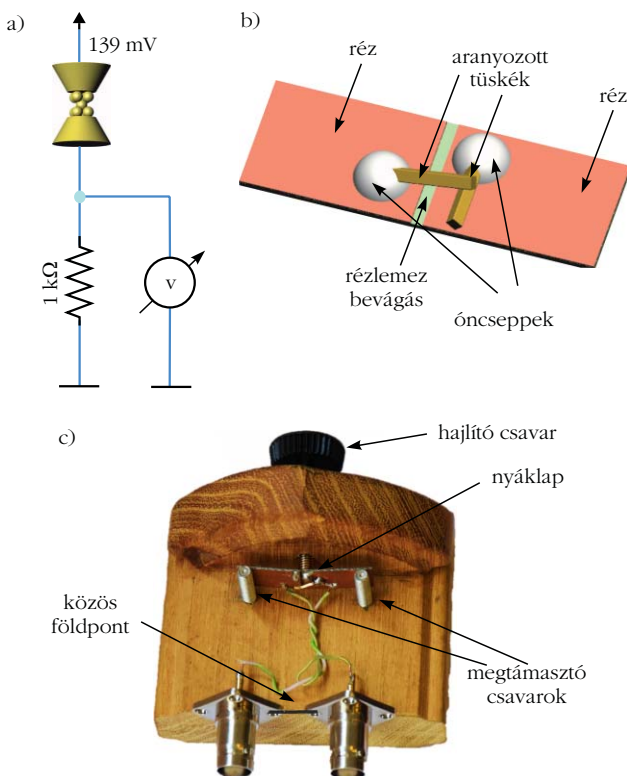 a)
139 mV
1 kΩ
V
b)
réz
aranyozott
tüskék
réz
rézlemez
bevágás
óncseppek
c)
hajlító csavar
nyáklap
közös
földpont
megtámasztó
csavarok